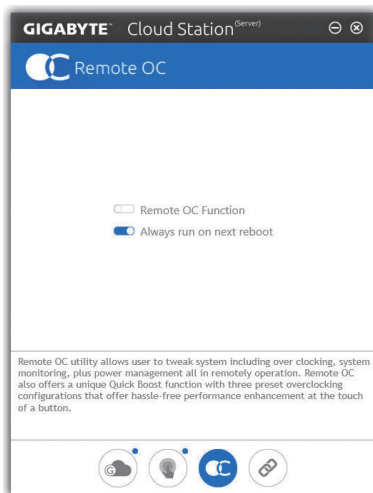 GIGABYTE™ Cloud Station(Server)
Remote OC
Remote OC Function
Always run on next reboot
Remote OC utility allows user to tweak system including over clocking, system
monitoring, plus power management all in remotely operation. Remote OC
also offers a unique Quick Boost function with three preset overclocking
configurations that offer hassle-free performance enhancement at the touch
of a button.
G